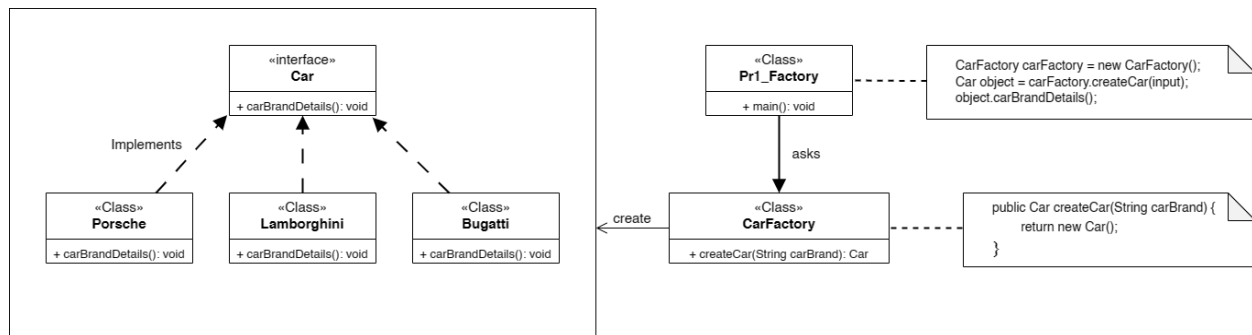 «interface»
Car
+ carBrandDetails(): void
Implements
«Class»
Porsche
+ carBrandDetails(): void
«Class»
Lamborghini
+ carBrandDetails(): void
«Class»
Bugatti
+ carBrandDetails(): void
«Class»
Pr1_Factory
+ main(): void
CarFactory carFactory = new CarFactory();
Car object = carFactory.createCar(input);
object.carBrandDetails();
asks
create
«Class»
CarFactory
+ createCar(String carBrand): Car
public Car createCar(String carBrand) {
return new Car();
}